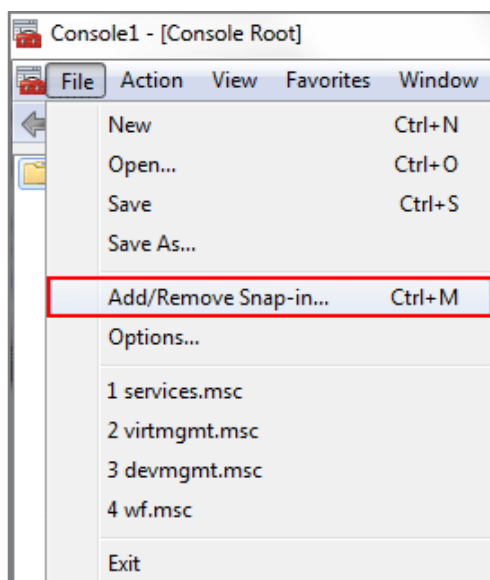 Console1 - [Console Root]
File Action View Favorites Window
New Ctrl+N
Open... Ctrl+O
Save Ctrl+S
Save As...
Add/Remove Snap-in... Ctrl+M
Options...
1 services.msc
2 virtmgmt.msc
3 devmgmt.msc
4 wf.msc
Exit